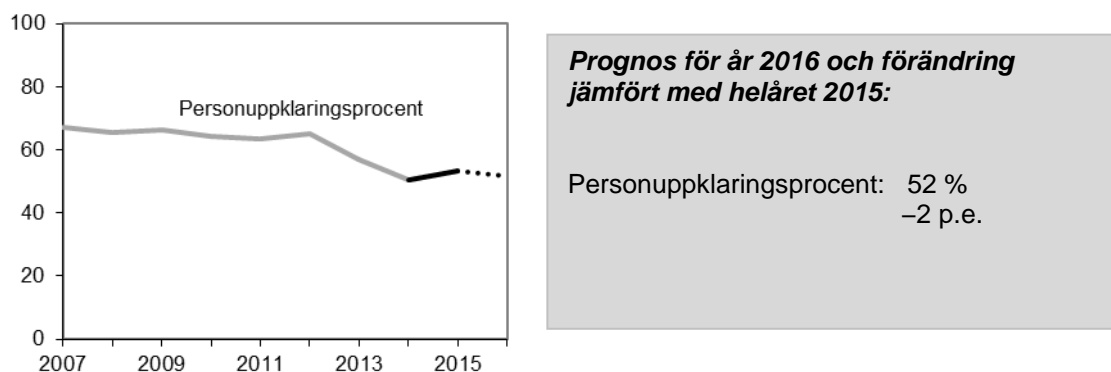 100
80
60
40
20
0
Personuppklaringsprocent
2007 2009 2011 2013 2015
Prognos för år 2016 och förändring
jämfört med helåret 2015:
Personuppklaringsprocent: 52 %
–2 p.e.